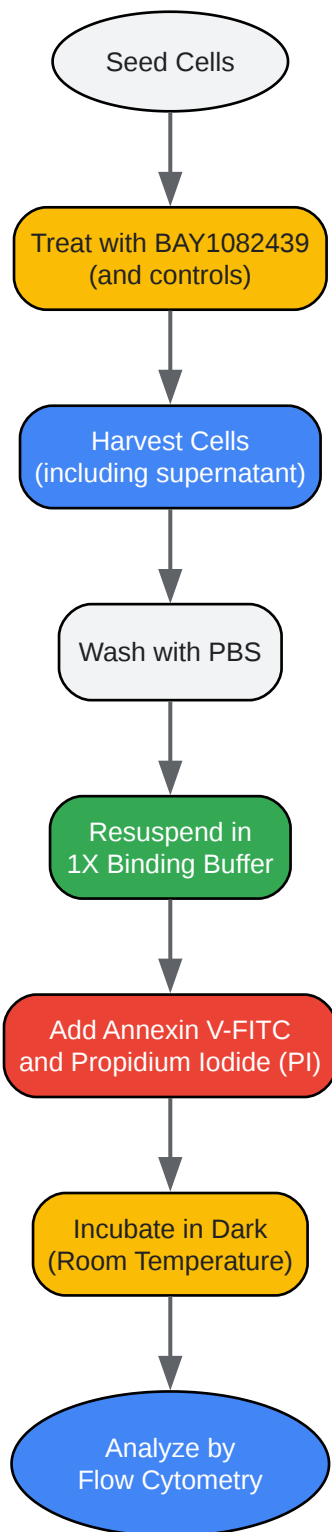 Seed Cells
Treat with BAY1082439
(and controls)
Harvest Cells
(including supernatant)
Wash with PBS
Resuspend in
1X Binding Buffer
Add Annexin V-FITC
and Propidium Iodide (PI)
Incubate in Dark
(Room Temperature)
Analyze by
Flow Cytometry